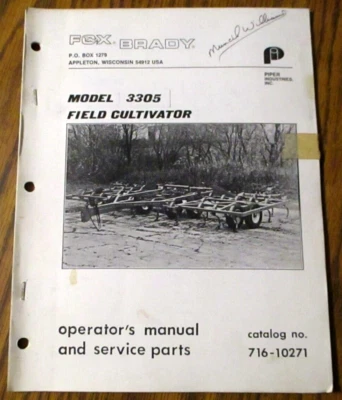 FOX BRADY
P.O. BOX 1279
APPLETON, WISCONSIN 54912 USA
PIPER
INDUSTRIES,
INC.
MODEL 3305
FIELD CULTIVATOR
operator's manual
and service parts
catalog no.
716-10271